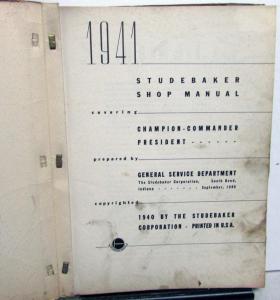 1941
STUDEBAKER
SHOP MANUAL
covering
CHAMPION-COMMANDER
PRESIDENT - - - - - -
prepared by
GENERAL SERVICE DEPARTMENT
The Studebaker Corporation, South Bend,
Indiana - - - - - - - September, 1940
copyrighted
1940 BY THE STUDEBAKER
CORPORATION - PRINTED IN U.S.A.